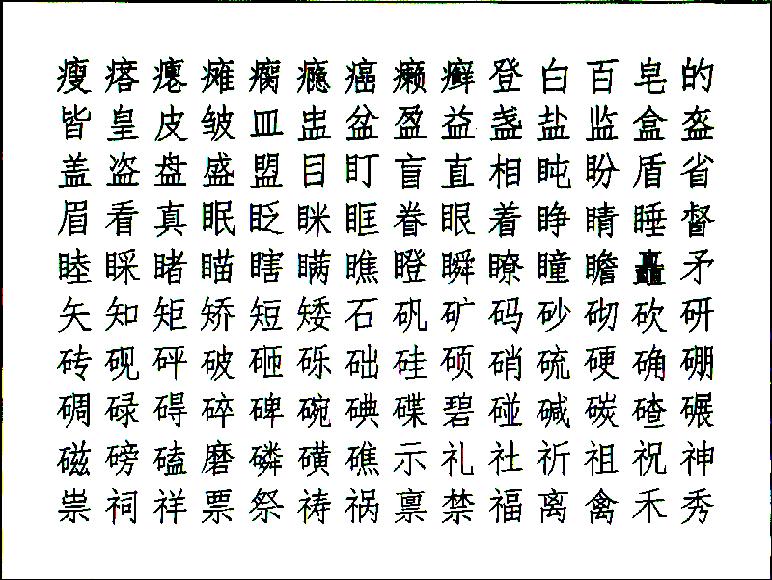 瘦瘩瘪瘫瘸瘾癌癞癣登白百皂的
皆皇皮皱皿盅盆盈益盏盐监盒盔
盖盗盘盛盟目盯盲直相盹盼盾省
眉看真眠眨眯眶眷眼着睁睛睡督
睦睬睹瞄瞎瞒瞧瞪瞬瞭瞳瞻矗矛
矢知矩矫短矮石矾矿码砂砌砍研
砖砚砰破砸砾础硅硕硝硫硬确硼
碉碌碍碎碑碗碘碟碧碰碱碳碴碾
磁磅磕磨磷磺礁示礼社祈祖祝神
祟祠祥票祭祷祸禀禁福离禽禾秀